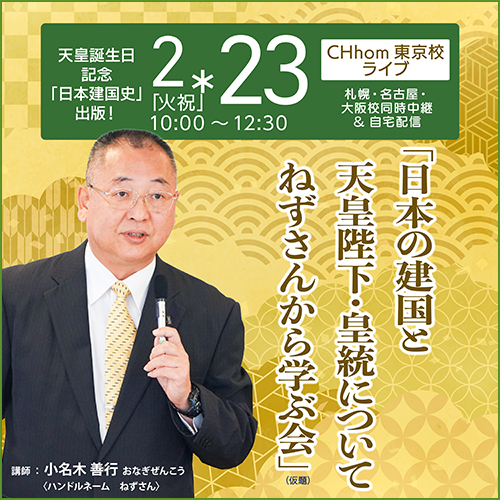 天皇誕生日
記念
「日本建国史」
出版!
2*23
「火祝」
10:00 ～ 12:30
CHhom 東京校
ライブ
札幌・名古屋・
大阪校同時中継
& 自宅配信
「日本の建国と
天皇陛下・皇統について
ねずさんから学ぶ会」
(仮題)
講師 : 小名木 善行 おなぎぜんこう
〈ハンドルネーム ねずさん〉